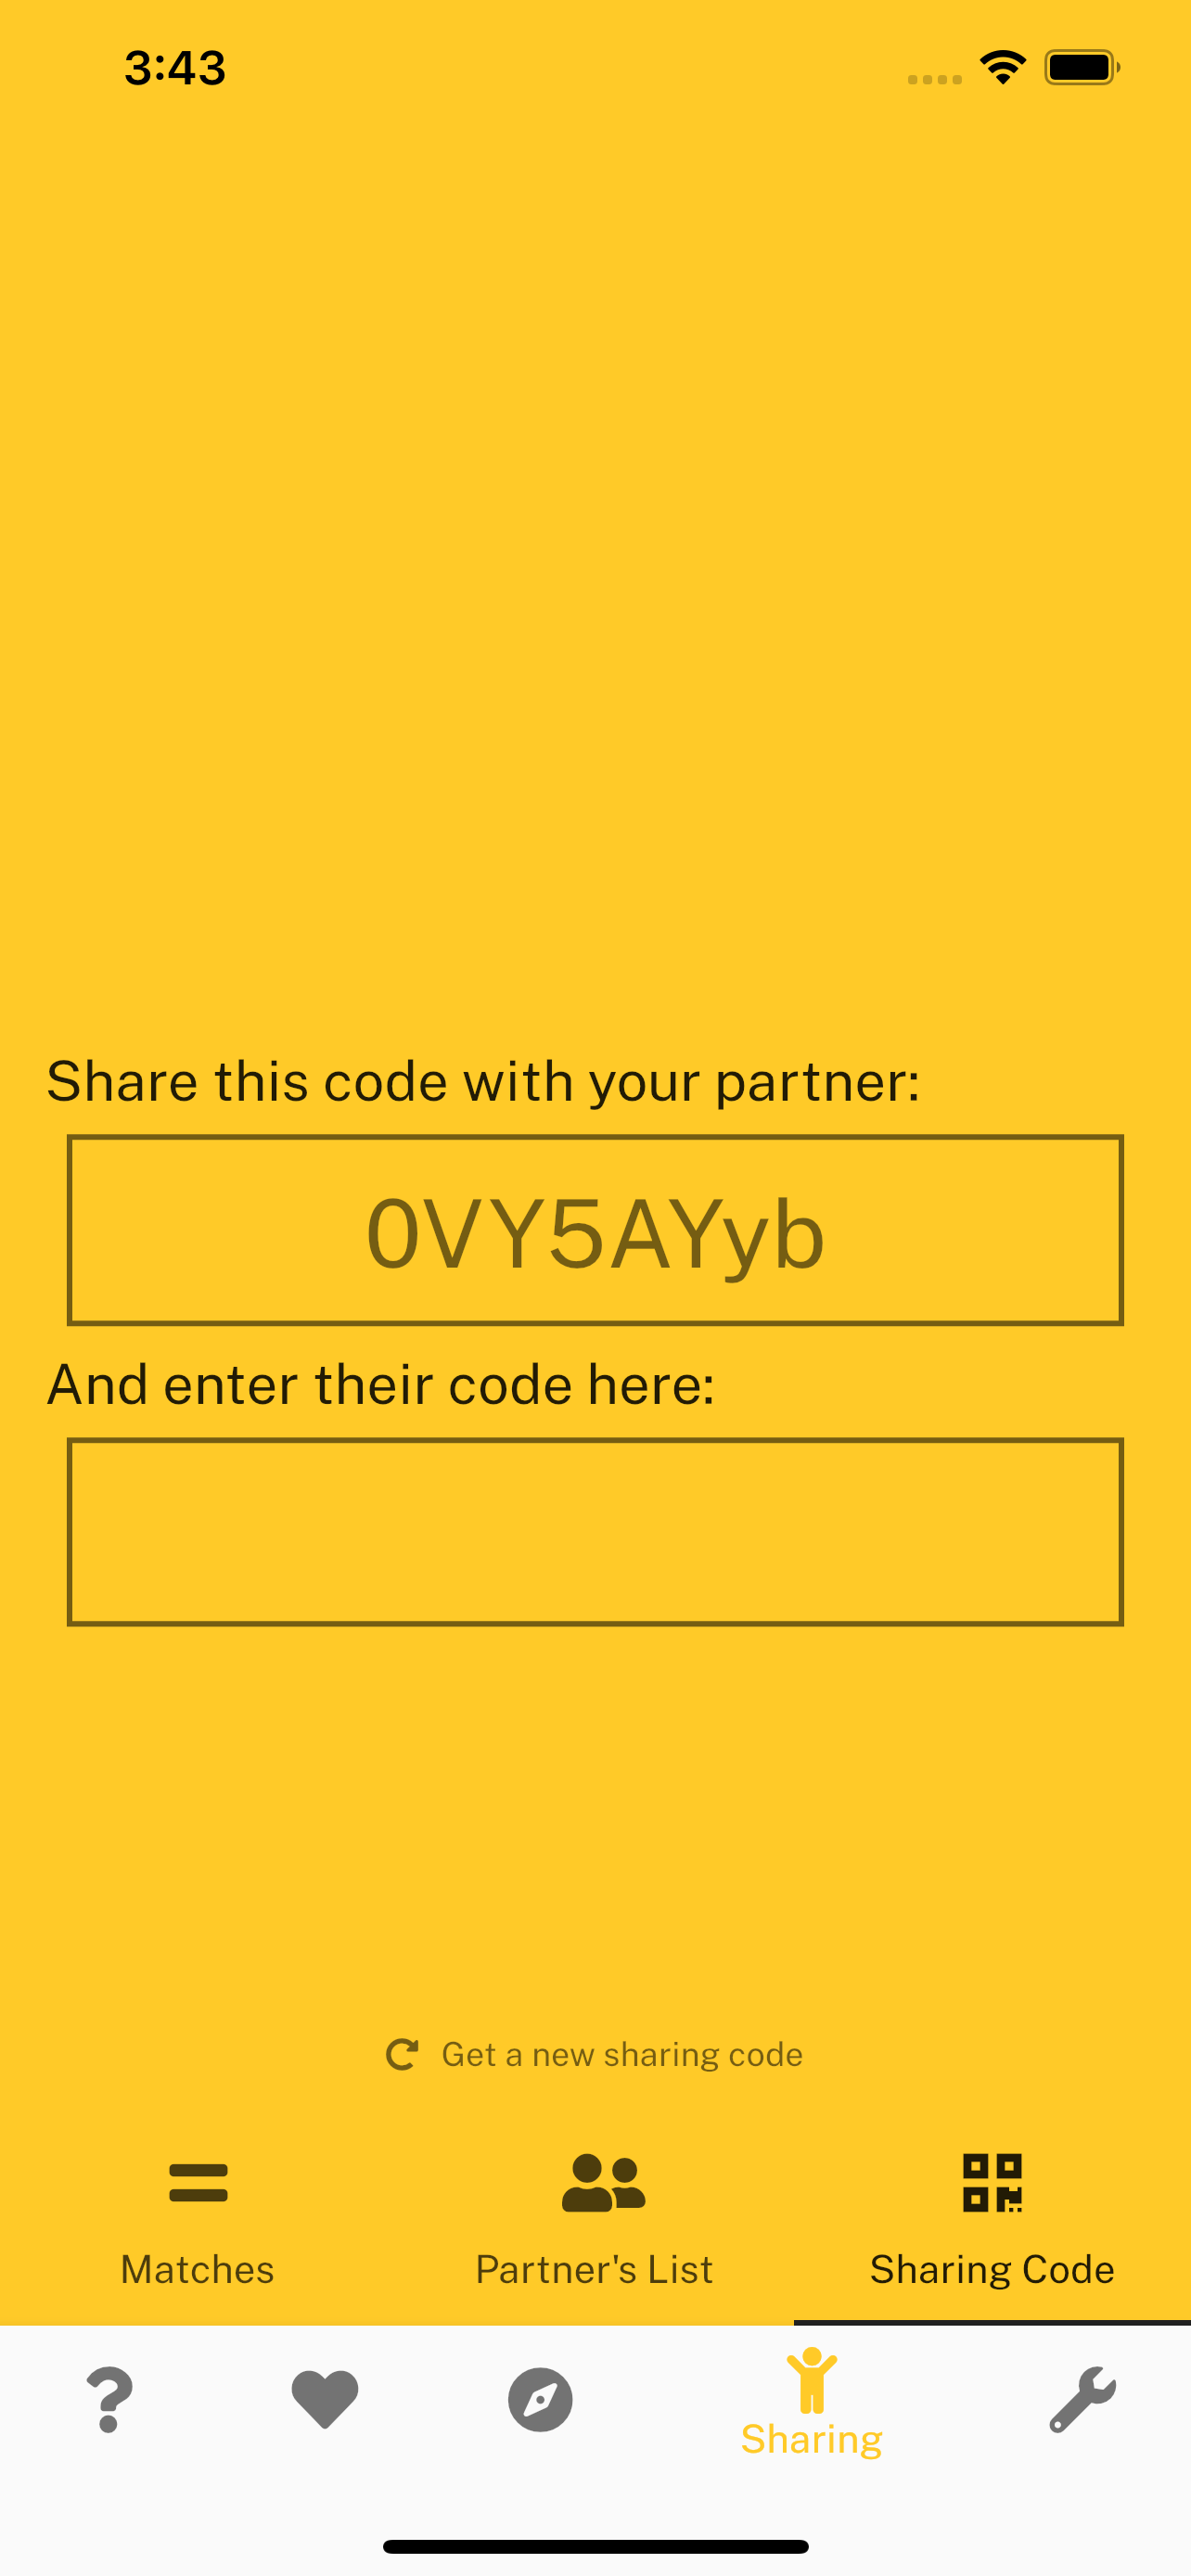 3:43
Share this code with your partner:
0VY5AYyb
And enter their code here:
Get a new sharing code
Matches
Partner's List
Sharing Code
Sharing